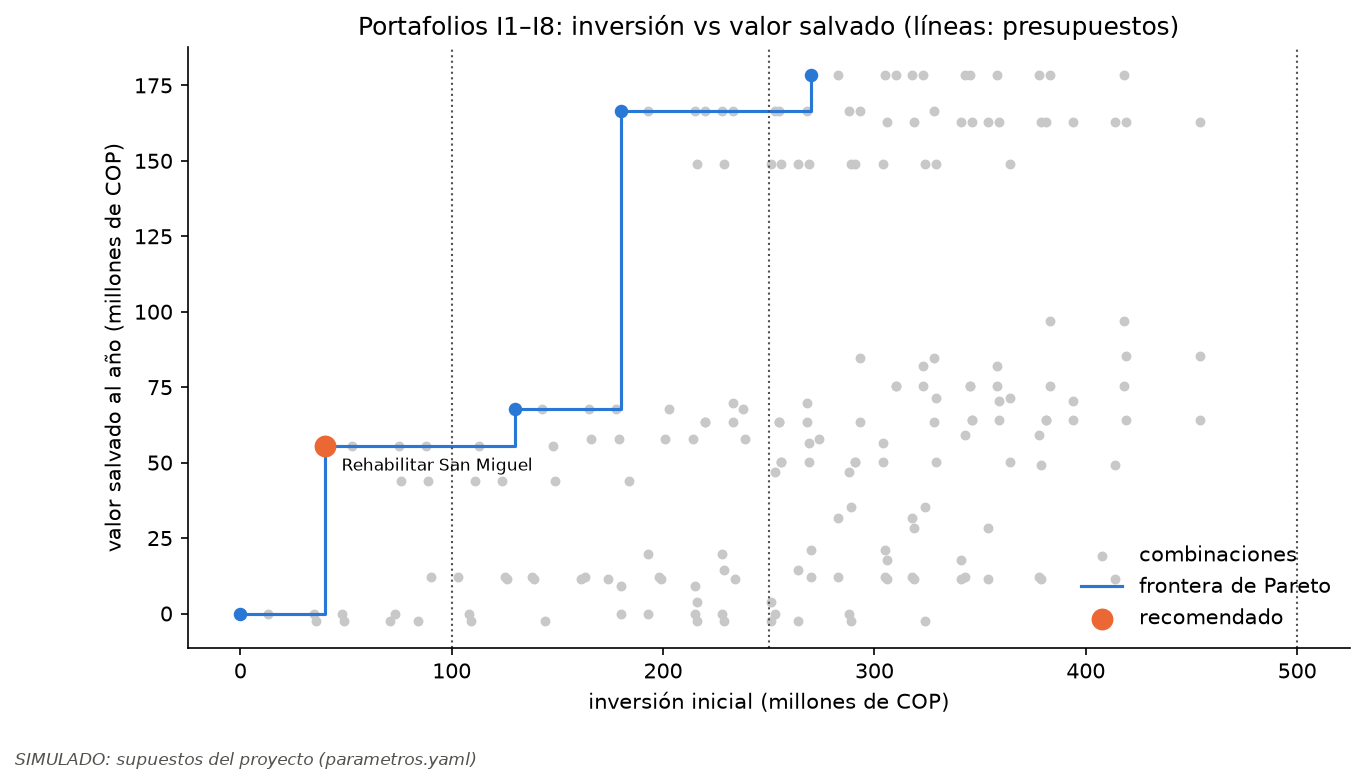 Portafolios I1–I8: inversión vs valor salvado (líneas: presupuestos)
valor salvado al año (millones de COP)
175
150
125
100
75
50
25
0
Rehabilitar San Miguel
combinaciones
frontera de Pareto
recomendado
0 100 200 300 400 500
inversión inicial (millones de COP)
SIMULADO: supuestos del proyecto (parametros.yaml)